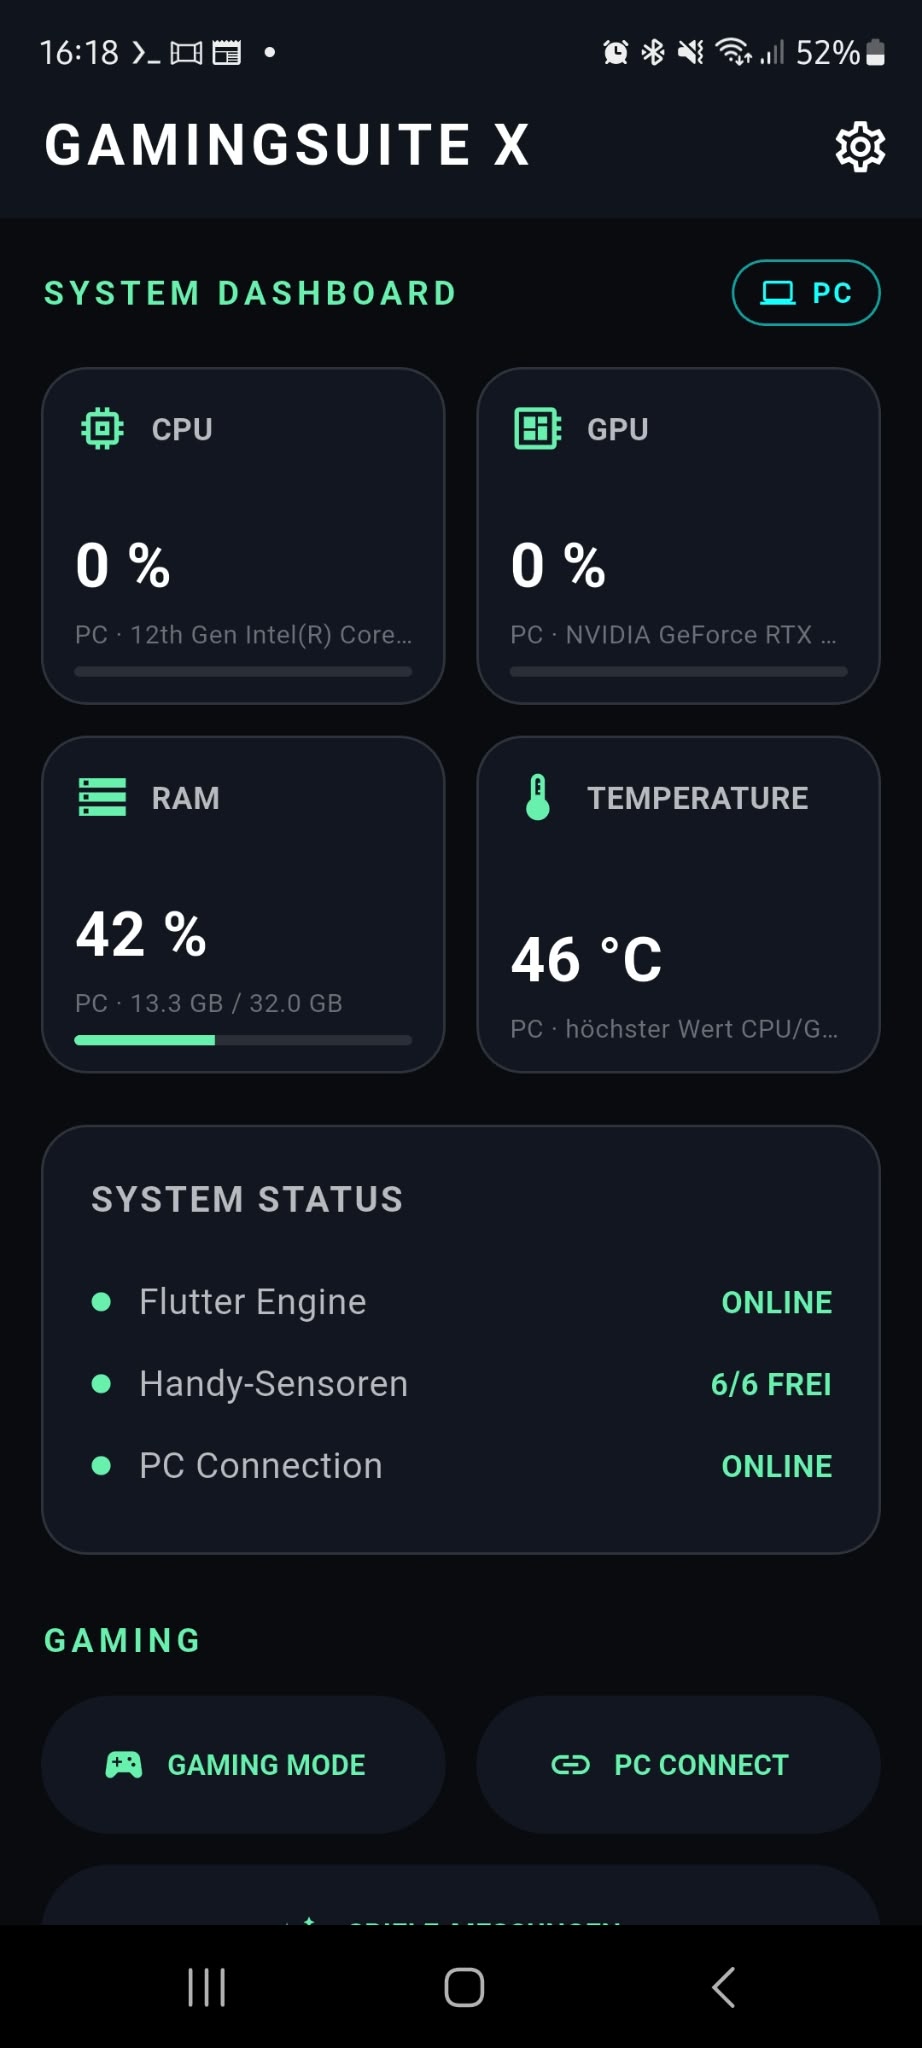 16:18
52%
GAMINGSUITE X
SYSTEM DASHBOARD
PC
CPU
GPU
0 %
0 %
PC · 12th Gen Intel(R) Core...
PC · NVIDIA GeForce RTX ...
RAM
TEMPERATURE
42 %
46 °C
PC · 13.3 GB / 32.0 GB
PC · höchster Wert CPU/G...
SYSTEM STATUS
Flutter Engine
ONLINE
Handy-Sensoren
6/6 FREI
PC Connection
ONLINE
GAMING
GAMING MODE
PC CONNECT